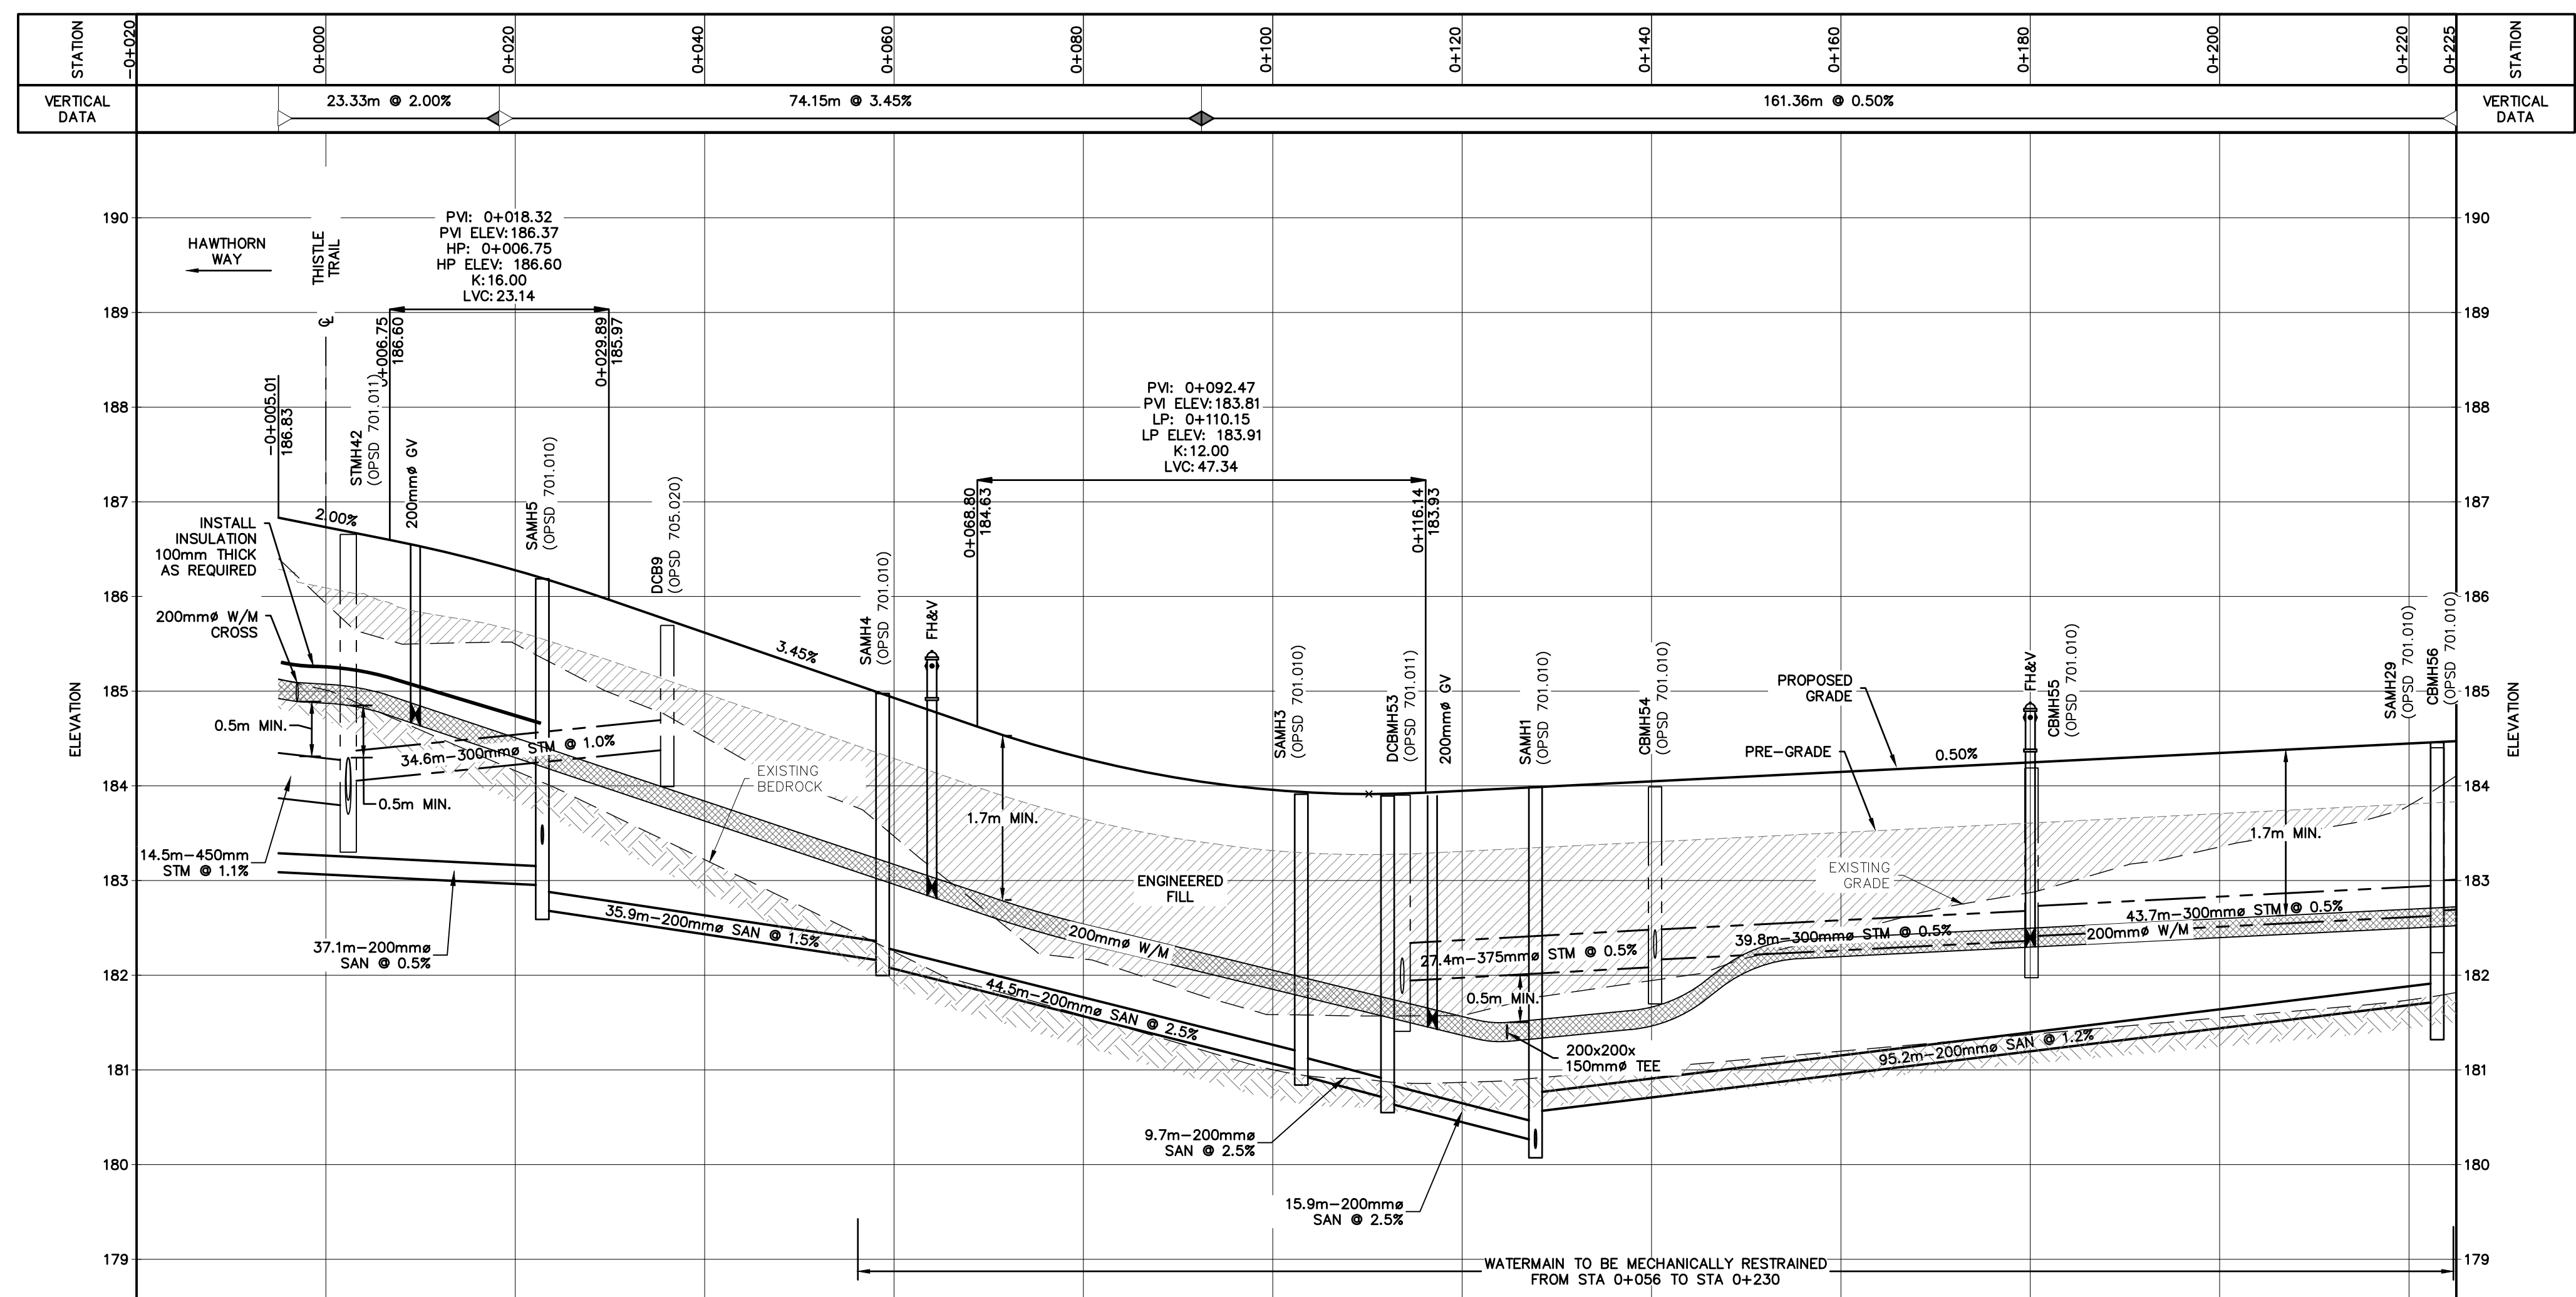 STATION
-0+020
0+000
0+020
0+040
0+060
0+080
0+100
0+120
0+140
0+160
0+180
0+200
0+220
0+225
STATION
VERTICAL
DATA
23.33m @ 2.00%
74.15m @ 3.45%
161.36m @ 0.50%
VERTICAL
DATA
190
189
188
187
186
185
184
183
182
181
180
179
ELEVATION
HAWTHORN
WAY
THISTLE
TRAIL
℄
PVI: 0+018.32
PVI ELEV:186.37
HP: 0+006.75
HP ELEV: 186.60
K:16.00
LVC:23.14
-0+005.01
186.83
0+006.75
186.60
0+029.89
185.97
STMH42
(OPSD 701.011)
200mmø GV
SAMH5
(OPSD 701.010)
DCB9
(OPSD 705.020)
SAMH4
(OPSD 701.010)
FH&V
2.00%
3.45%
INSTALL
INSULATION
100mm THICK
AS REQUIRED
200mmø W/M
CROSS
0.5m MIN.
0.5m MIN.
34.6m-300mmø STM @ 1.0%
14.5m-450mm
STM @ 1.1%
37.1m-200mmø
SAN @ 0.5%
35.9m-200mmø SAN @ 1.5%
EXISTING
BEDROCK
44.5m-200mmø SAN @ 2.5%
PVI: 0+092.47
PVI ELEV:183.81
LP: 0+110.15
LP ELEV: 183.91
K:12.00
LVC:47.34
0+068.80
184.63
0+116.14
183.93
1.7m MIN.
ENGINEERED
FILL
200mmø W/M
SAMH3
(OPSD 701.010)
DCBMH53
(OPSD 701.011)
200mmø GV
SAMH1
(OPSD 701.010)
CBMH54
(OPSD 701.010)
27.4m-375mmø STM @ 0.5%
0.5m MIN.
200x200x
150mmø TEE
9.7m-200mmø
SAN @ 2.5%
15.9m-200mmø
SAN @ 2.5%
PROPOSED
GRADE
PRE-GRADE
0.50%
EXISTING
GRADE
FH&V
CBMH55
(OPSD 701.010)
1.7m MIN.
39.8m-300mmø STM @ 0.5%
43.7m-300mmø STM @ 0.5%
200mmø W/M
95.2m-200mmø SAN @ 1.2%
SAMH29
(OPSD 701.010)
CBMH56
(OPSD 701.010)
WATERMAIN TO BE MECHANICALLY RESTRAINED
FROM STA 0+056 TO STA 0+230
190
189
188
187
186
185
184
183
182
181
180
179
ELEVATION